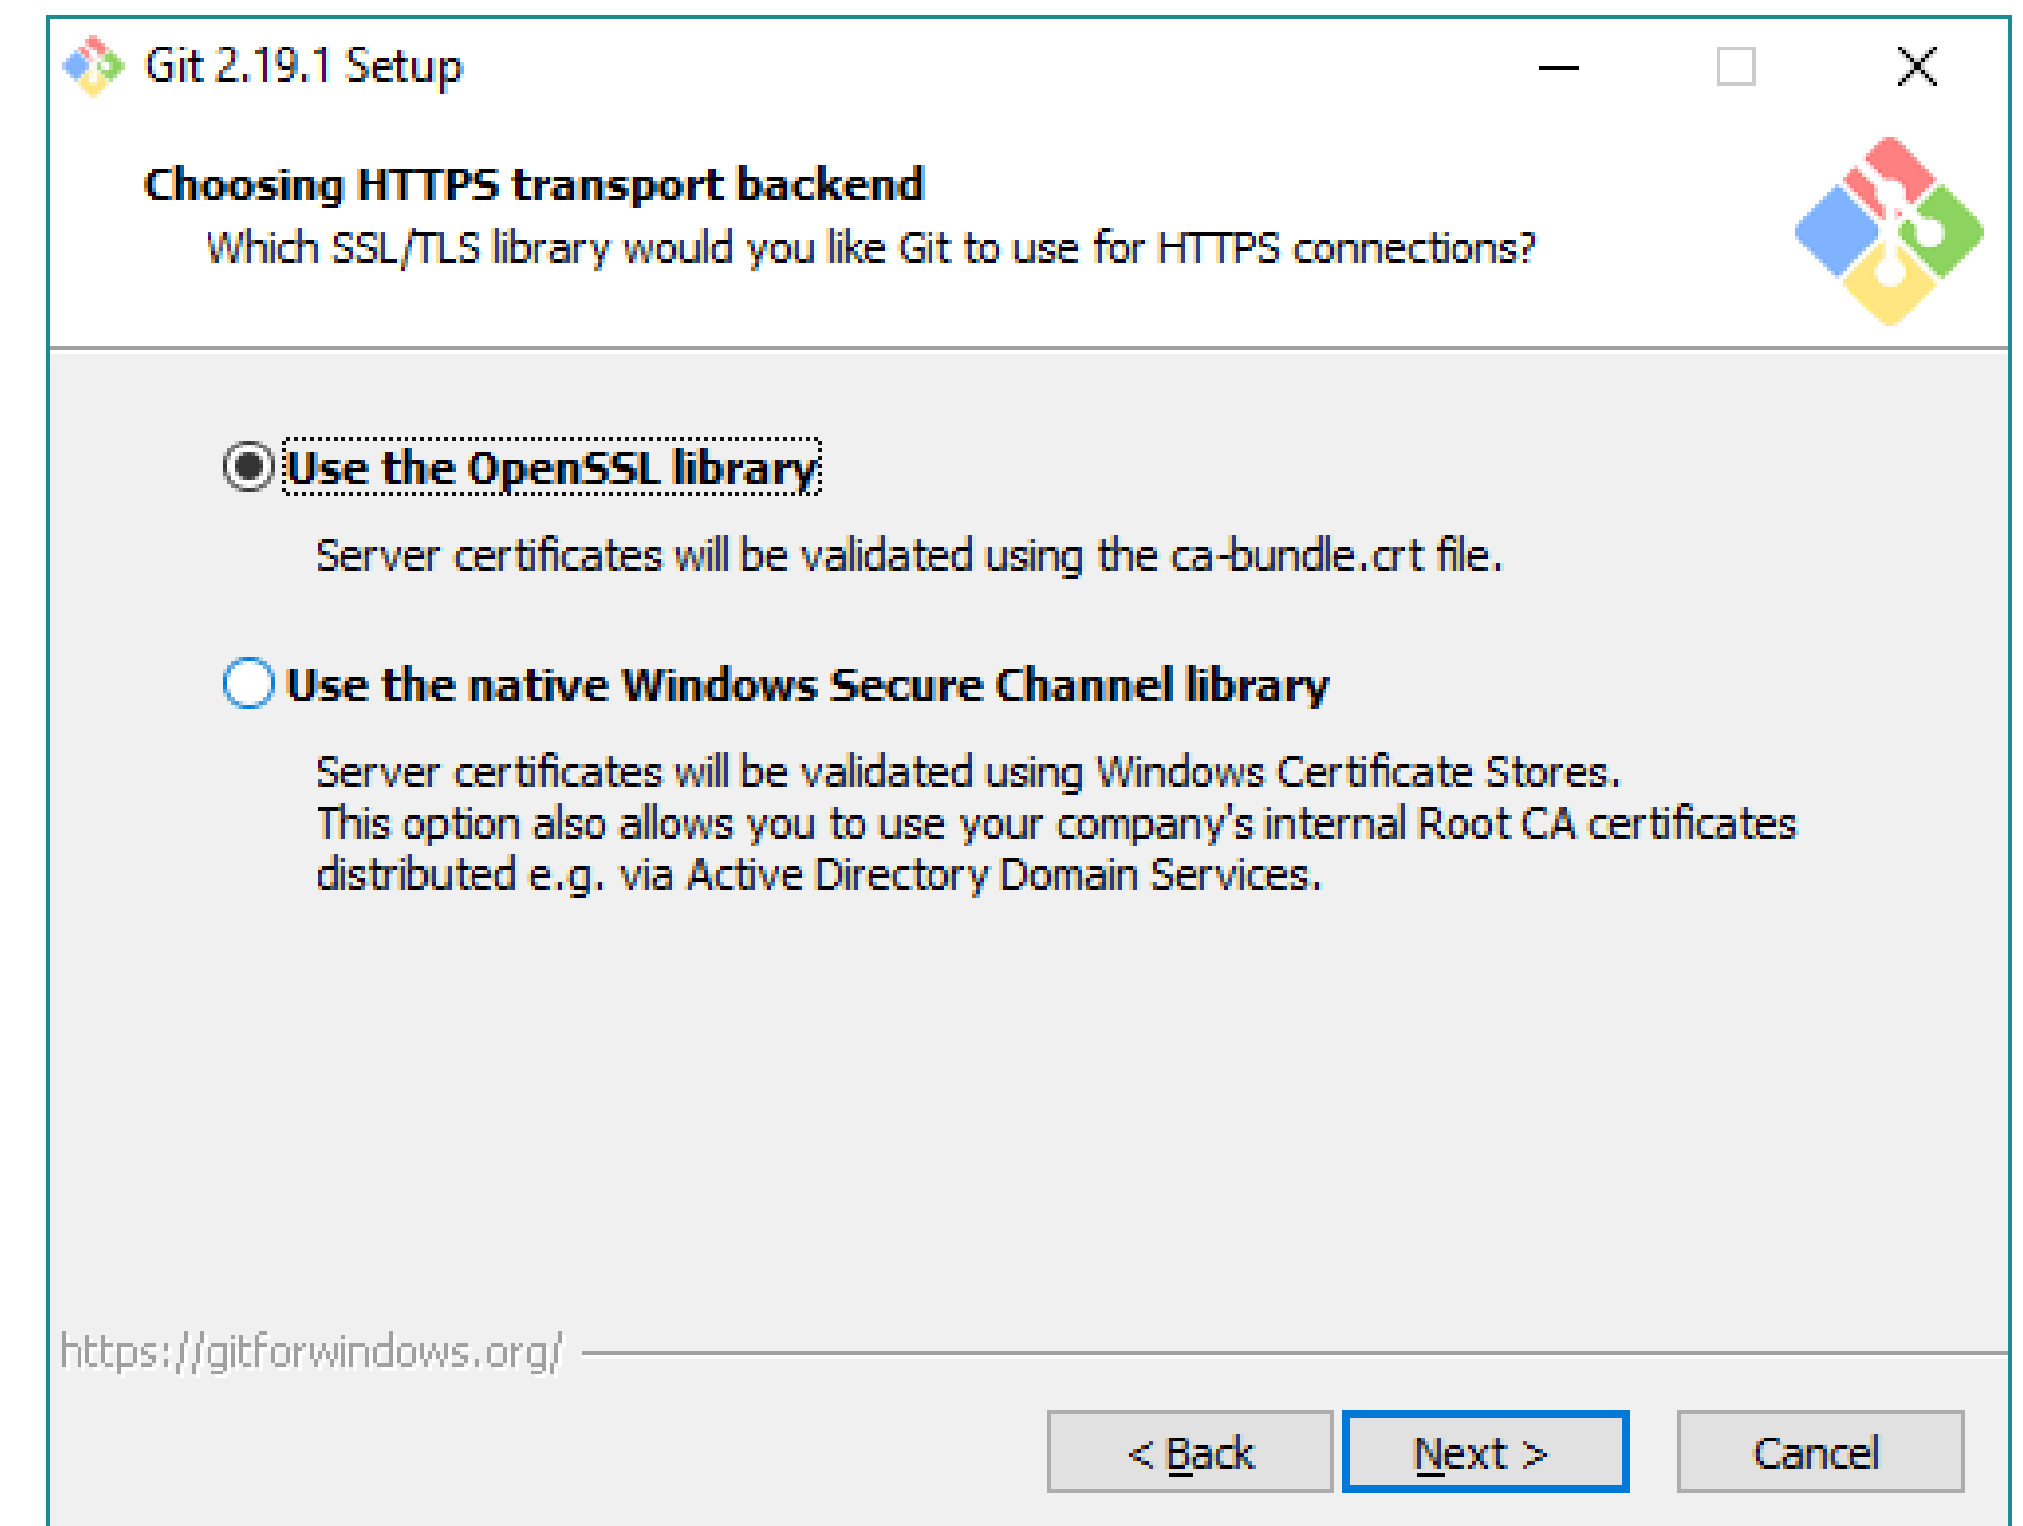 Git 2.19.1 Setup
Choosing HTTPS transport backend
Which SSL/TLS library would you like Git to use for HTTPS connections?
Use the OpenSSL library
Server certificates will be validated using the ca-bundle.crt file.
Use the native Windows Secure Channel library
Server certificates will be validated using Windows Certificate Stores.
This option also allows you to use your company's internal Root CA certificates
distributed e.g. via Active Directory Domain Services.
https://gitforwindows.org/
< Back
Next >
Cancel